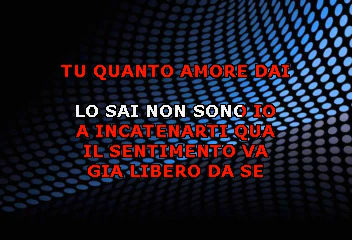 TU QUANTO AMORE DAI
LO SAI NON SONO IO
A INCATENARTI QUA
IL SENTIMENTO VA
GIA LIBERO DA SE